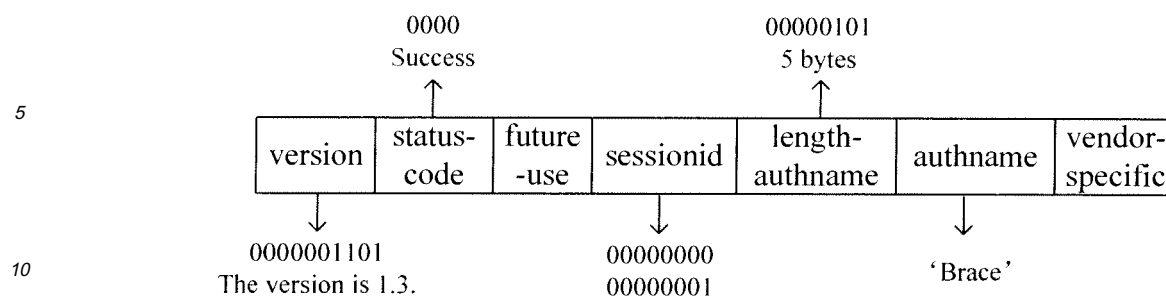 0000
Success
00000101
5 bytes
5
version
status-
code
future
-use
sessionid
length-
authname
authname
vendor-
specific
0000001101
The version is 1.3.
00000000
00000001
‘Brace’
10